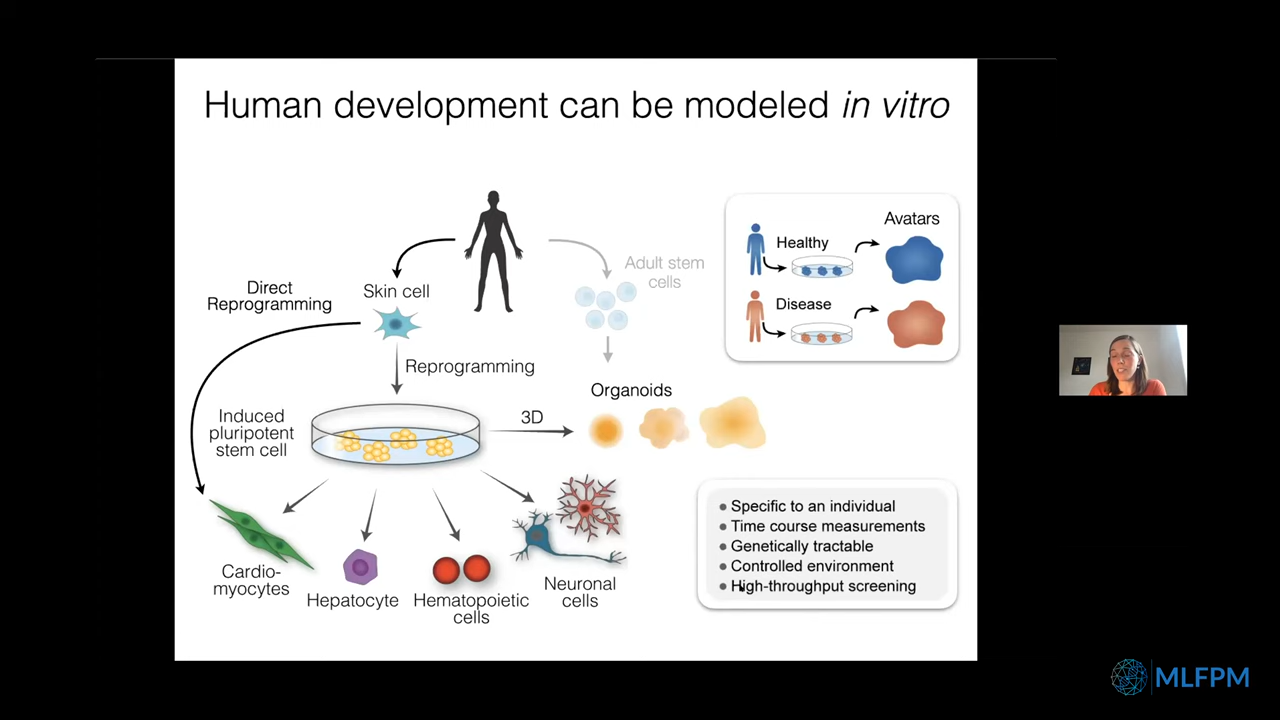 Human development can be modeled in vitro
Avatars
Healthy
Disease
Adult stem
cells
Direct
Reprogramming
Skin cell
Reprogramming
Organoids
3D
Induced
pluripotent
stem cell
Specific to an individual
Time course measurements
Genetically tractable
Controlled environment
High-throughput screening
Cardio-
myocytes
Hepatocyte
Hematopoietic
cells
Neuronal
cells
MLFPM